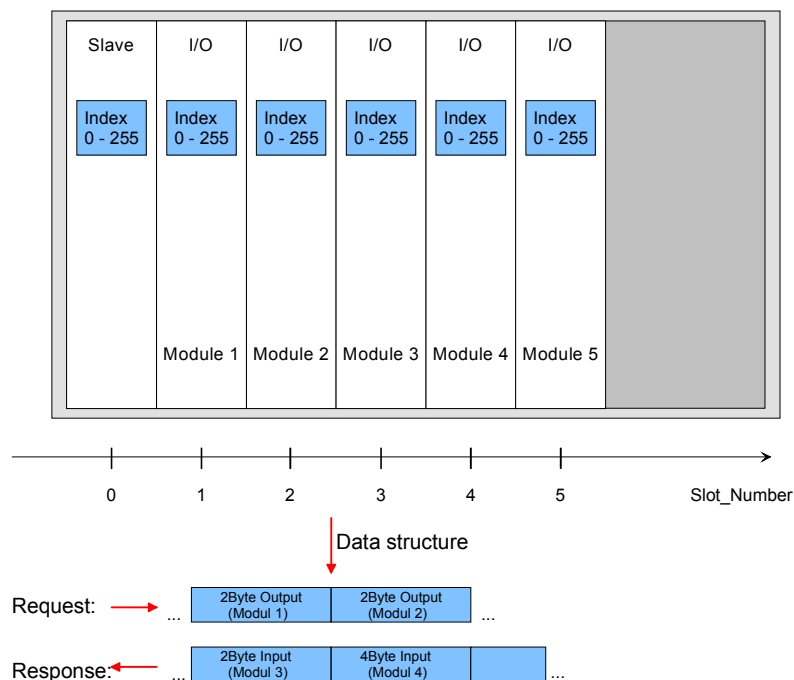 Slave I/O I/O I/O I/O I/O
Index Index Index Index Index Index
0 - 255 0 - 255 0 - 255 0 - 255 0 - 255 0 - 255
Module 1 Module 2 Module 3 Module 4 Module 5
0 1 2 3 4 5 Slot_Number
Data structure
Request: ... 2Byte Output 2Byte Output ...
(Modul 1) (Modul 2)
Response: ... 2Byte Input 4Byte Input ...
(Modul 3) (Modul 4)